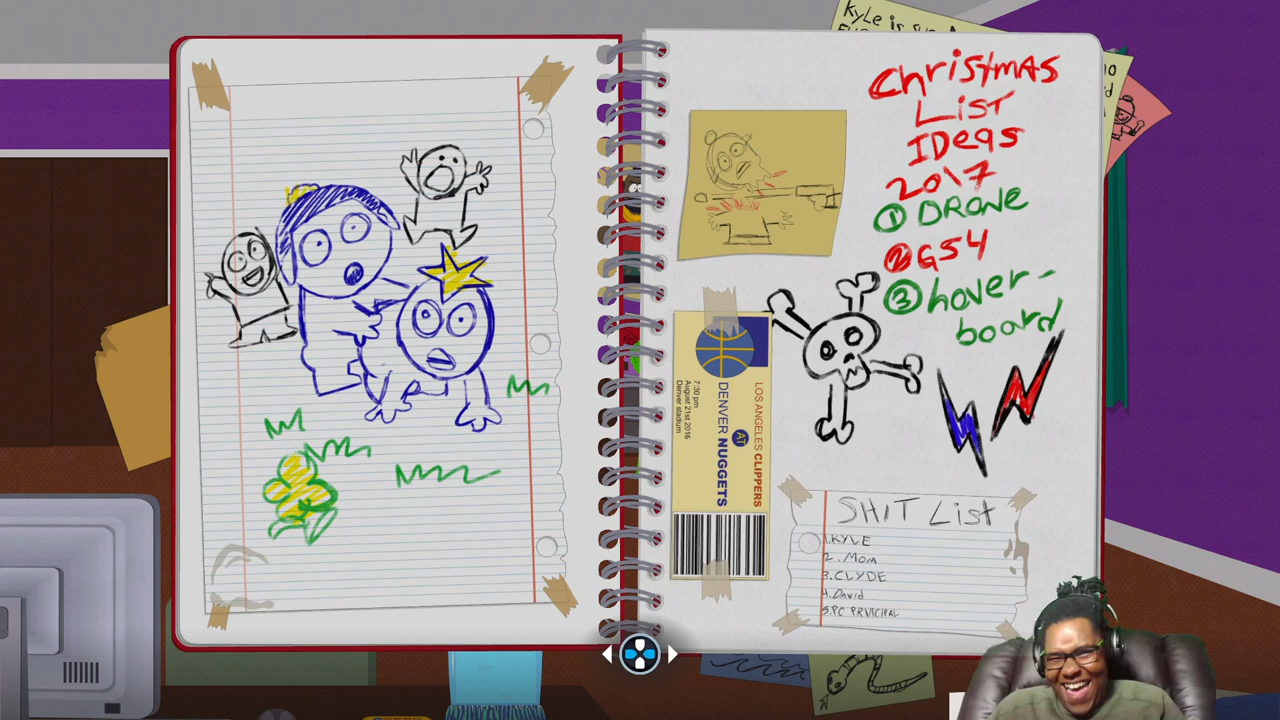 Kyle is
Christmas
List
IDeas
2017
① DRONE
② GS4
③ hover-
board
LOS ANGELES CLIPPERS
AT
DENVER NUGGETS
7:30 pm
August 21st 2016
Denver stadium
SHIT List
1.KYLE
2.Mom
3.CLYDE
4.David
5.PC PRVICIPAL